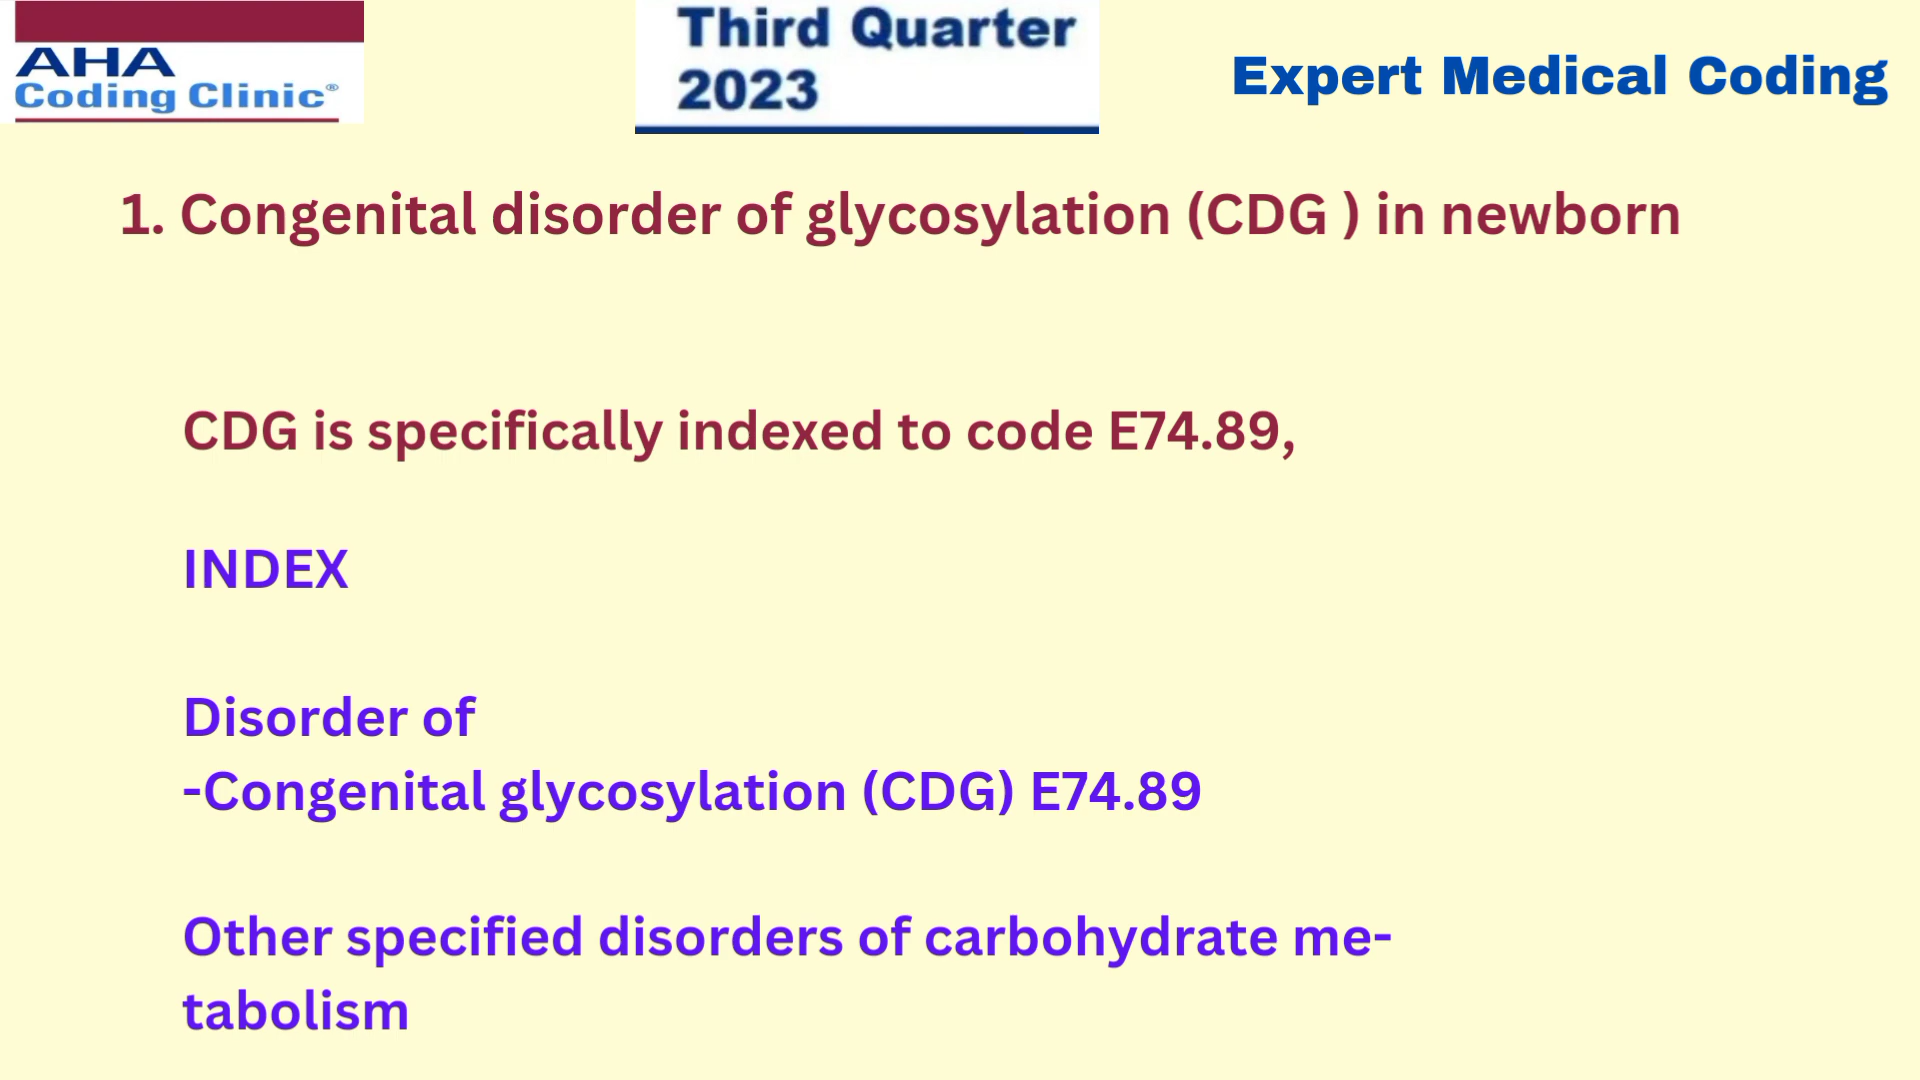 AHA
Coding Clinic®
Third Quarter
2023
Expert Medical Coding
1. Congenital disorder of glycosylation (CDG ) in newborn
CDG is specifically indexed to code E74.89,
INDEX
Disorder of
-Congenital glycosylation (CDG) E74.89
Other specified disorders of carbohydrate me-
tabolism